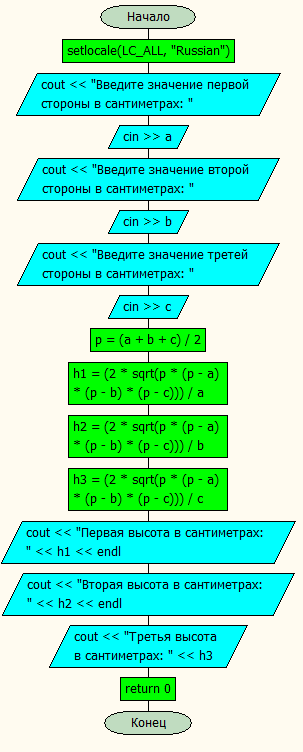 Начало
setlocale(LC_ALL, "Russian")
cout << "Введите значение первой
стороны в сантиметрах: "
cin >> a
cout << "Введите значение второй
стороны в сантиметрах: "
cin >> b
cout << "Введите значение третей
стороны в сантиметрах: "
cin >> c
p = (a + b + c) / 2
h1 = (2 * sqrt(p * (p - a)
* (p - b) * (p - c))) / a
h2 = (2 * sqrt(p * (p - a)
* (p - b) * (p - c))) / b
h3 = (2 * sqrt(p * (p - a)
* (p - b) * (p - c))) / c
cout << "Первая высота в сантиметрах:
" << h1 << endl
cout << "Вторая высота в сантиметрах:
" << h2 << endl
cout << "Третья высота
в сантиметрах: " << h3
return 0
Конец